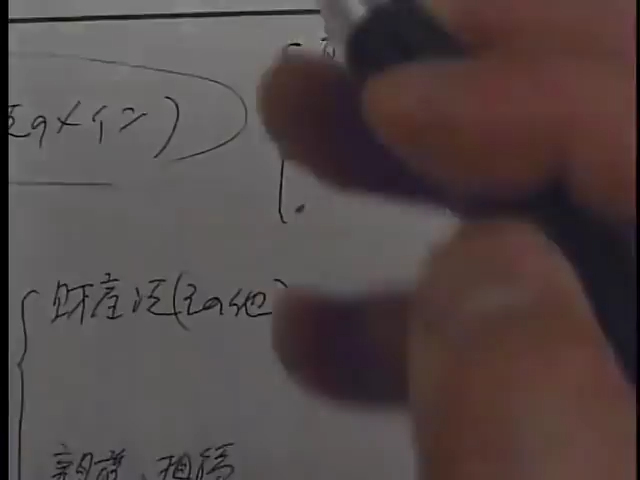 のメイン)
財産法(その他
親族、相続